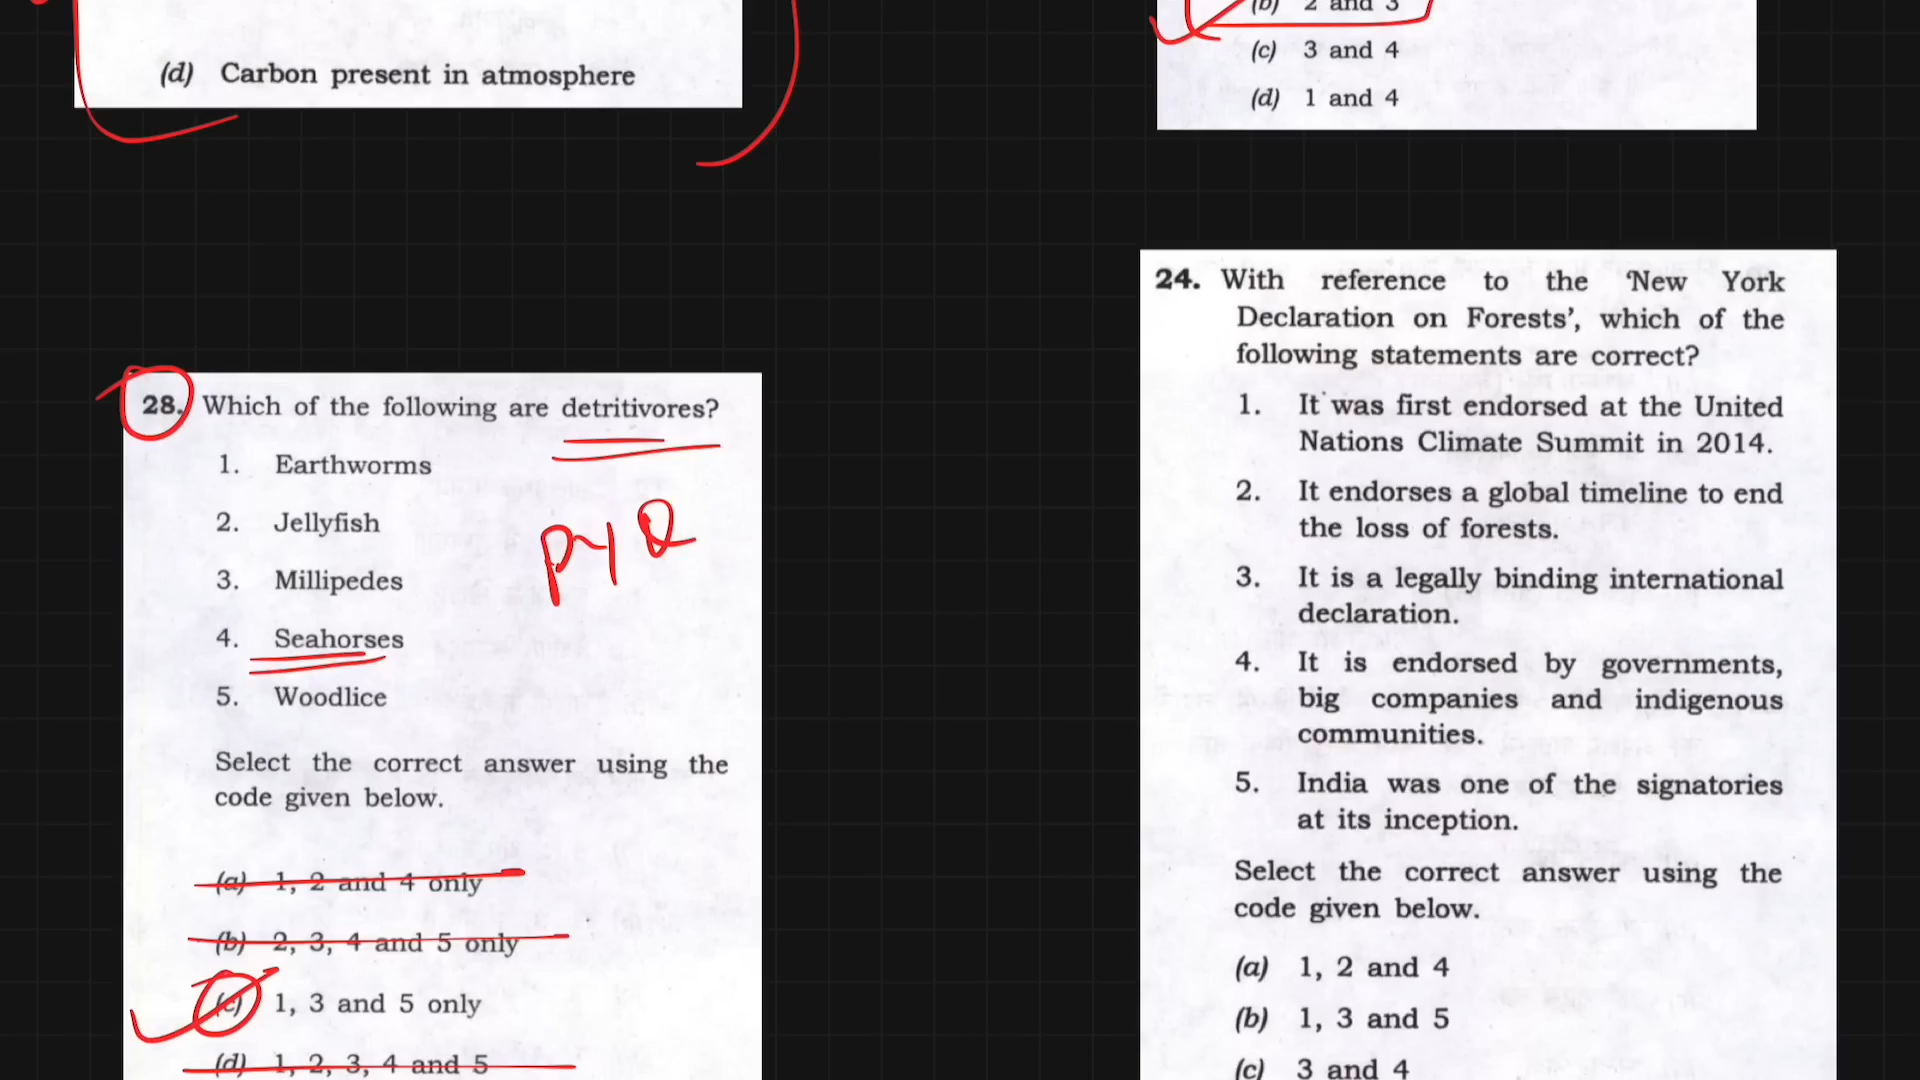 (d) Carbon present in atmosphere
28. Which of the following are detritivores?
1. Earthworms
2. Jellyfish
3. Millipedes
4. Seahorses
5. Woodlice
PYQ
Select the correct answer using the
code given below.
(a) 1, 2 and 4 only
(b) 2, 3, 4 and 5 only
(c) 1, 3 and 5 only
(d) 1, 2, 3, 4 and 5
(b) 2 and 3
(c) 3 and 4
(d) 1 and 4
24. With reference to the ‘New York
Declaration on Forests’, which of the
following statements are correct?
1. It was first endorsed at the United
Nations Climate Summit in 2014.
2. It endorses a global timeline to end
the loss of forests.
3. It is a legally binding international
declaration.
4. It is endorsed by governments,
big companies and indigenous
communities.
5. India was one of the signatories
at its inception.
Select the correct answer using the
code given below.
(a) 1, 2 and 4
(b) 1, 3 and 5
(c) 3 and 4